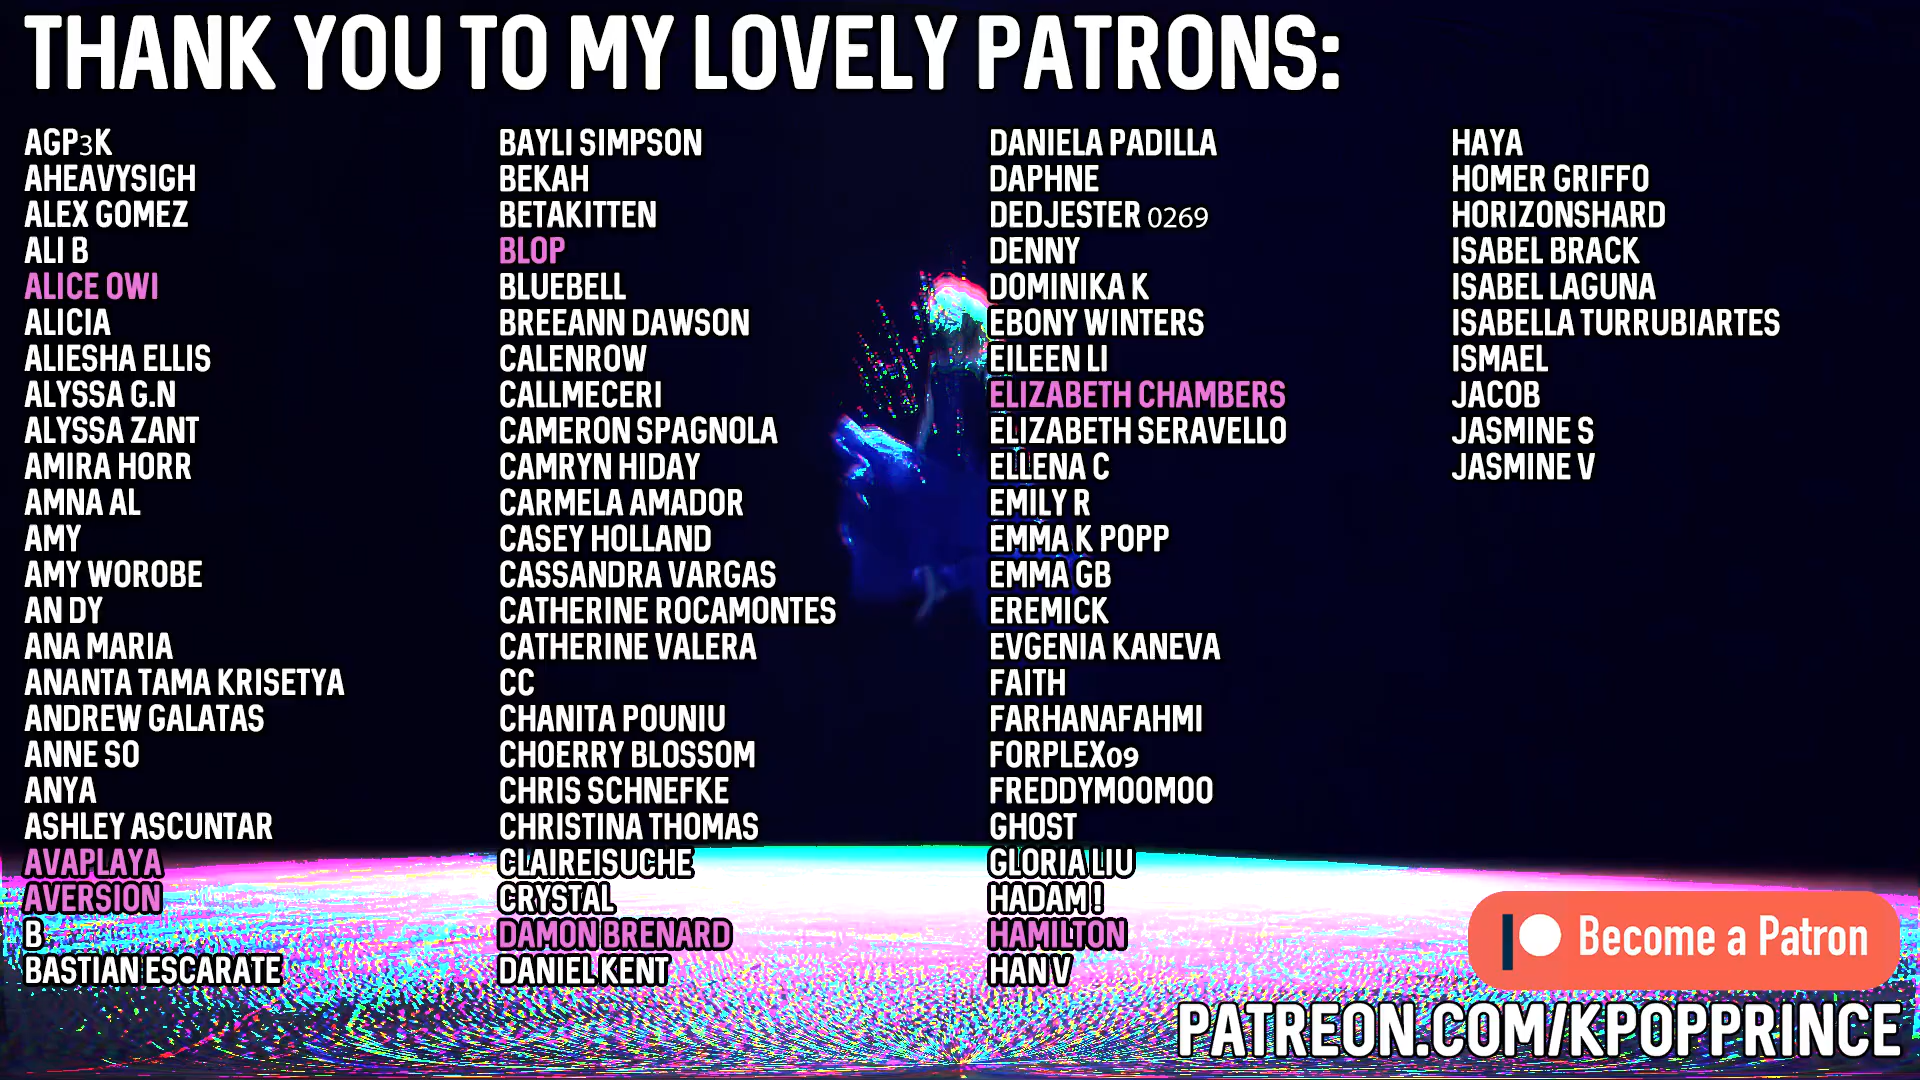 THANK YOU TO MY LOVELY PATRONS:
AGP3K
AHEAVYSIGH
ALEX GOMEZ
ALI B
ALICE OWI
ALICIA
ALIESHA ELLIS
ALYSSA G.N
ALYSSA ZANT
AMIRA HORR
AMNA AL
AMY
AMY WOROBE
AN DY
ANA MARIA
ANANTA TAMA KRISETYA
ANDREW GALATAS
ANNE SO
ANYA
ASHLEY ASCUNTAR
AVAPLAYA
AVERSION
B
BASTIAN ESCARATE
BAYLI SIMPSON
BEKAH
BETAKITTEN
BLOP
BLUEBELL
BREEANN DAWSON
CALENROW
CALLMECERI
CAMERON SPAGNOLA
CAMRYN HIDAY
CARMELA AMADOR
CASEY HOLLAND
CASSANDRA VARGAS
CATHERINE ROCAMONTES
CATHERINE VALERA
CC
CHANITA POUNIU
CHOERRY BLOSSOM
CHRIS SCHNEFKE
CHRISTINA THOMAS
CLAIREISUCHE
CRYSTAL
DAMON BRENARD
DANIEL KENT
DANIELA PADILLA
DAPHNE
DEDJESTER 0269
DENNY
DOMINIKA K
EBONY WINTERS
EILEEN LI
ELIZABETH CHAMBERS
ELIZABETH SERAVELLO
ELLENA C
EMILY R
EMMA K POPP
EMMA GB
EREMICK
EVGENIA KANEVA
FAITH
FARHANAFAHMI
FORPLEX09
FREDDYMOOMOO
GHOST
GLORIA LIU
HADAM !
HAMILTON
HAN V
HAYA
HOMER GRIFFO
HORIZONSHARD
ISABEL BRACK
ISABEL LAGUNA
ISABELLA TURRUBIARTES
ISMAEL
JACOB
JASMINE S
JASMINE V
Become a Patron
PATREON.COM/KPOPPRINCE